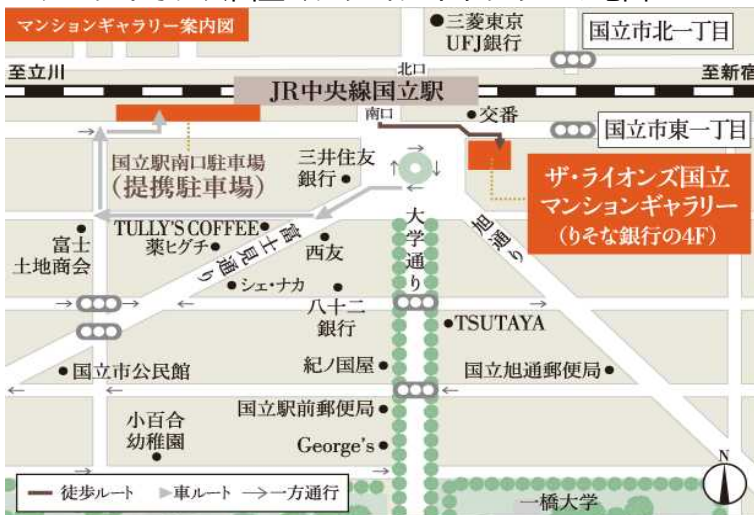 マンションギャラリー案内図
三菱東京
UFJ銀行
国立市北一丁目
至立川
北口
至新宿
JR中央線国立駅
南口
交番
国立市東一丁目
国立駅南口駐車場
(提携駐車場)
三井住友
銀行
ザ・ライオンズ国立
マンションギャラリー
(りそな銀行の4F)
富士
土地商会
TULLY'S COFFEE
薬ヒグチ
富士見通り
西友
大学通り
旭通り
シェ・ナカ
八十二
銀行
TSUTAYA
国立市公民館
紀ノ国屋
国立旭通郵便局
小百合
幼稚園
国立駅前郵便局
George's
N
徒歩ルート
車ルート
一方通行
一橋大学